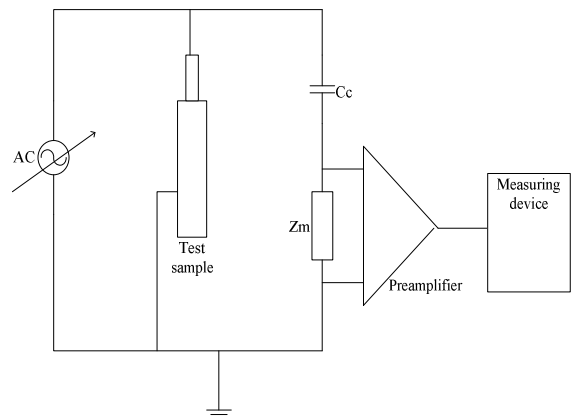 AC
Cc
Zm
Test
sample
Preamplifier
Measuring
device